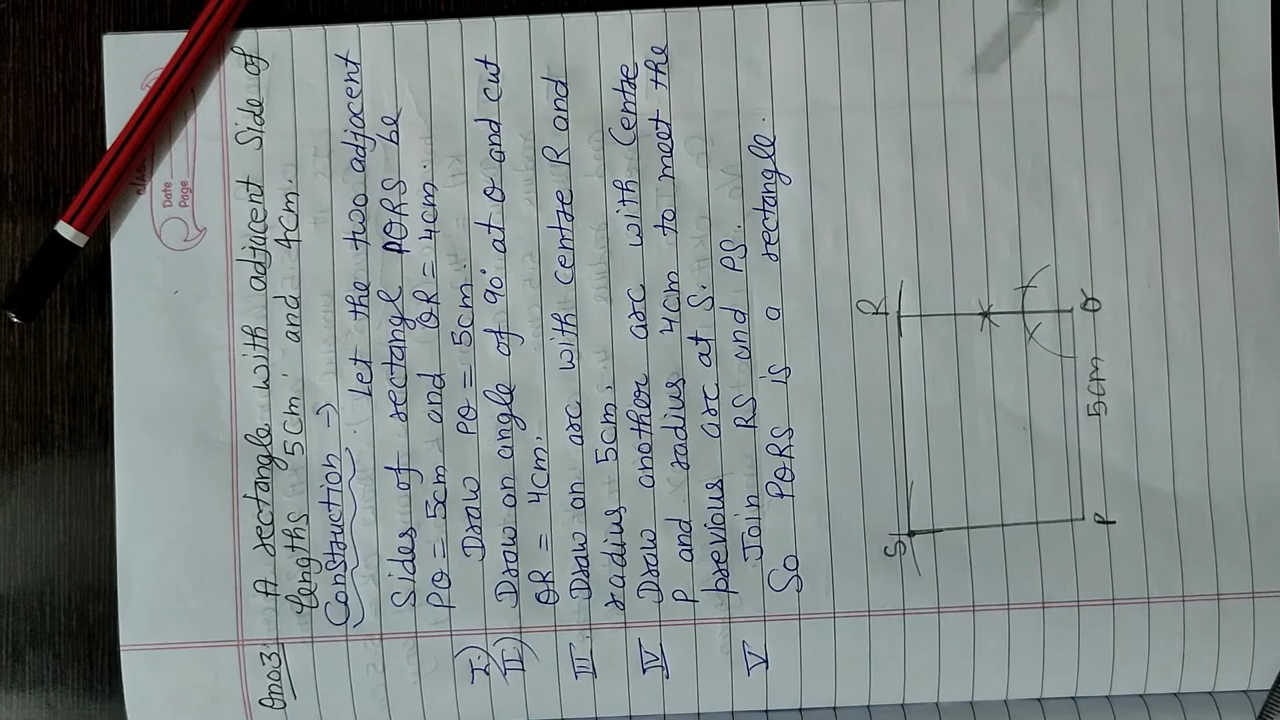 Date
Page
Qno3 A rectangle with adjacent Side of
lengths 5cm and 4cm.
Construction →
Let the two adjacent
Sides of rectangl PQRS be
PQ = 5cm and QR = 4cm.
I.) Draw PQ = 5cm.
II) Draw an angle of 90° at Q and cut
QR = 4cm.
III. Draw an arc with centre R and
radius 5cm.
IV Draw another arc with Centre
P and radius 4cm to meet the
previous arc at S.
V Join RS and PS.
So PQRS is a rectangle.
S R
P 5cm Q